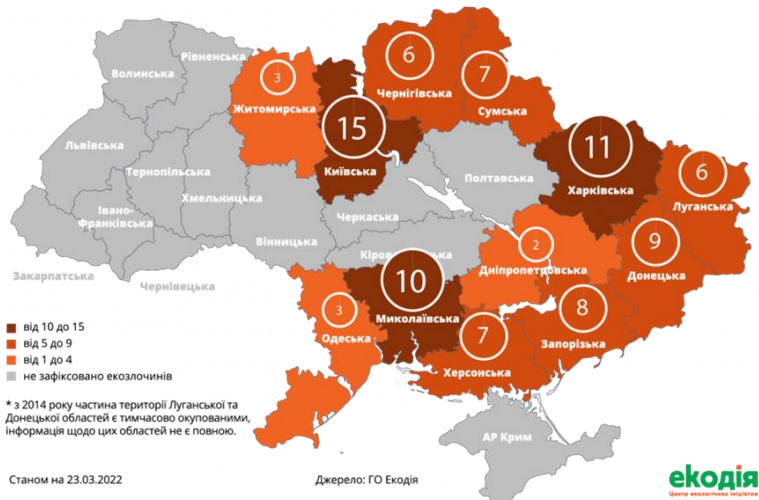 Рівненська
Волинська
3
Житомирська
6
Чернігівська
7
Сумська
15
Київська
11
Харківська
Львівська
Тернопільська
Хмельницька
Полтавська
6
Луганська
Івано-
Франківська
Черкаська
Вінницька
2
Дніпропетровська
9
Донецька
Закарпатська
Чернівецька
10
Миколаївська
3
Одеська
7
Херсонська
8
Запорізька
від 10 до 15
від 5 до 9
від 1 до 4
не зафіксовано екозлочинів
* з 2014 року частина території Луганської та
Донецької областей є тимчасово окупованими,
інформація щодо цих областей не є повною.
АР Крим
Станом на 23.03.2022
Джерело: ГО Екодія
екодія
Центр екологічних ініціатив